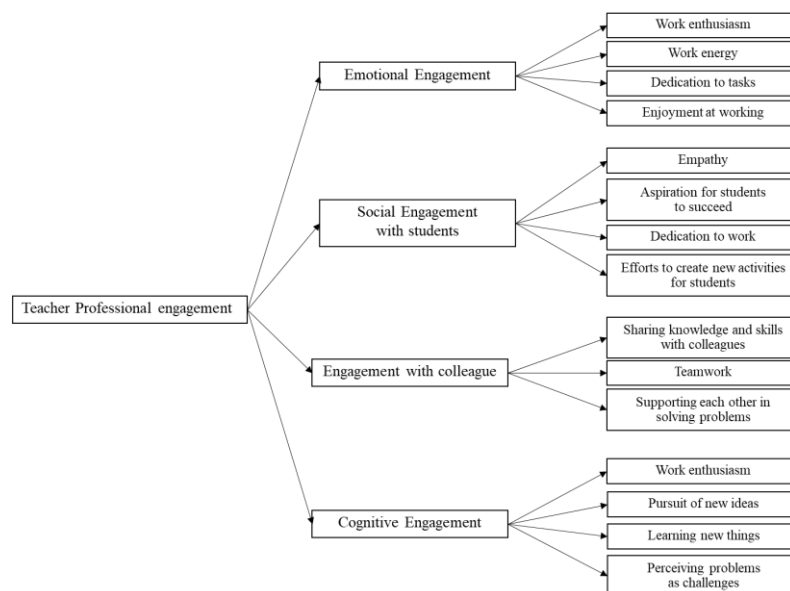 Work enthusiasm
Work energy
Emotional Engagement
Dedication to tasks
Enjoyment at working
Empathy
Aspiration for students
to succeed
Social Engagement
with students
Dedication to work
Efforts to create new activities
for students
Teacher Professional engagement
Sharing knowledge and skills
with colleagues
Engagement with colleague
Teamwork
Supporting each other in
solving problems
Work enthusiasm
Pursuit of new ideas
Cognitive Engagement
Learning new things
Perceiving problems
as challenges